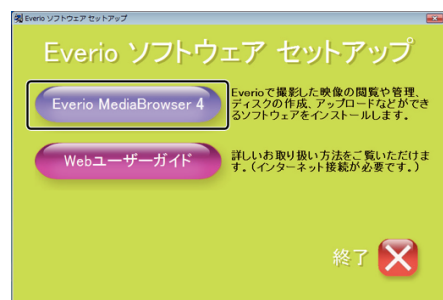 Everio ソフトウェア セットアップ
Everio ソフトウェア セットアップ
Everio MediaBrowser 4
Everioで撮影した映像の閲覧や管理、
ディスクの作成、アップロードなどができ
るソフトウェアをインストールします。
Webユーザーガイド
詳しいお取り扱い方法をご覧いただけま
す。(インターネット接続が必要です。)
終了